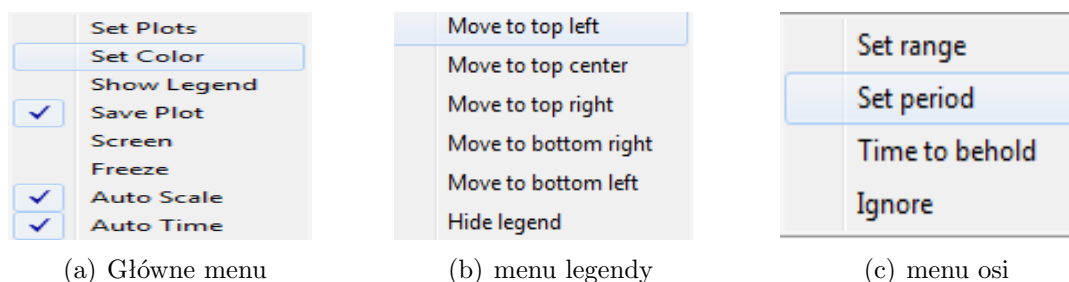 Set Plots
Set Color
Show Legend
Save Plot
Screen
Freeze
Auto Scale
Auto Time
(a) Główne menu
Move to top left
Move to top center
Move to top right
Move to bottom right
Move to bottom left
Hide legend
(b) menu legendy
Set range
Set period
Time to behold
Ignore
(c) menu osi